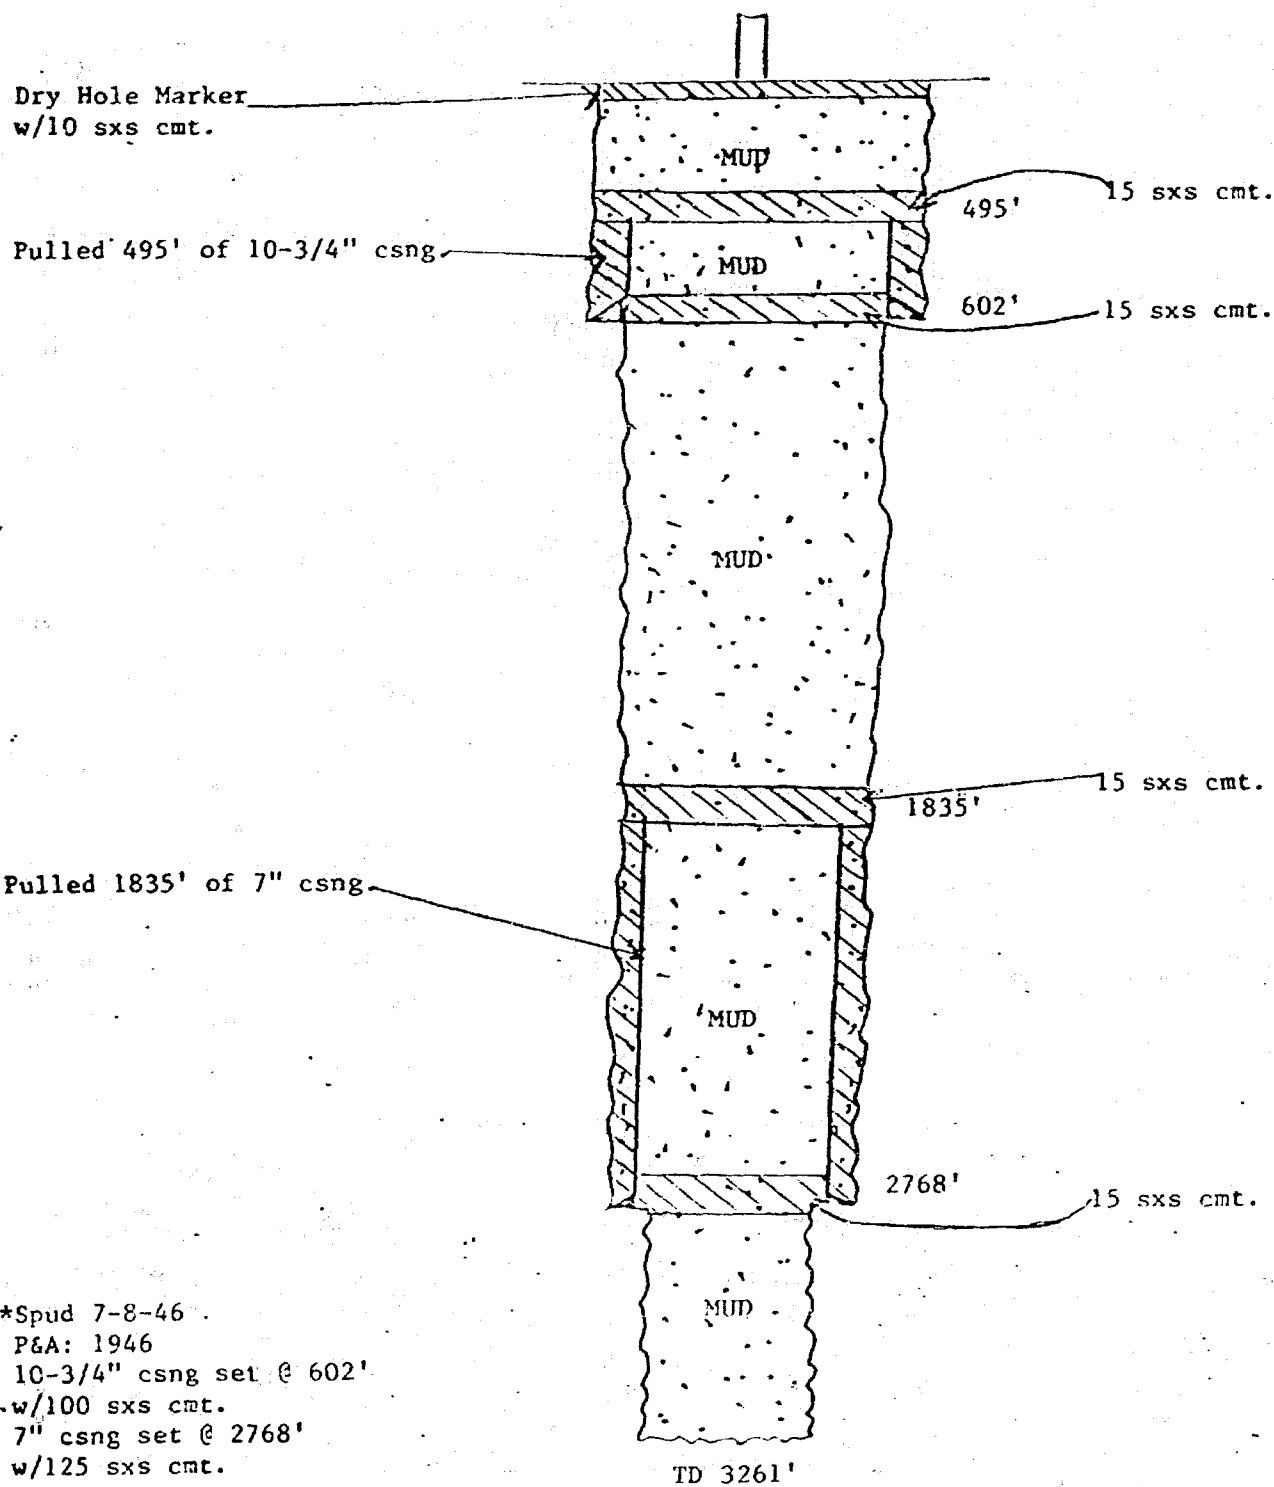 Dry Hole Marker
w/10 sxs cmt.
MUD
15 sxs cmt.
495'
Pulled 495' of 10-3/4" csng.
MUD
602'
15 sxs cmt.
MUD
15 sxs cmt.
1835'
Pulled 1835' of 7" csng.
MUD
2768'
15 sxs cmt.
MUD
*Spud 7-8-46
P&A: 1946
10-3/4" csng set @ 602'
w/100 sxs cmt.
7" csng set @ 2768'
w/125 sxs cmt.
TD 3261'